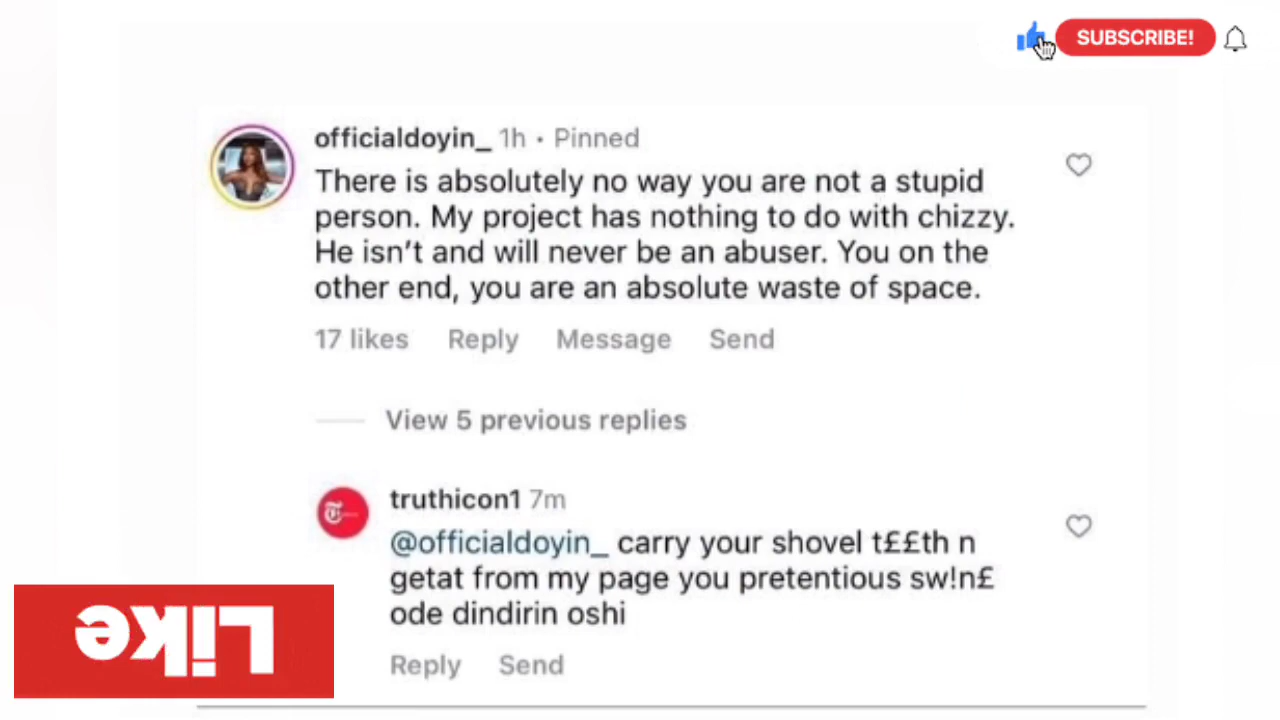 SUBSCRIBE!
officialdoyin_ 1h · Pinned
There is absolutely no way you are not a stupid
person. My project has nothing to do with chizzy.
He isn't and will never be an abuser. You on the
other end, you are an absolute waste of space.
17 likes Reply Message Send
View 5 previous replies
truthicon1 7m
@officialdoyin_ carry your shovel t££th n
getat from my page you pretentious sw!n£
ode dindirin oshi
Reply Send
Like